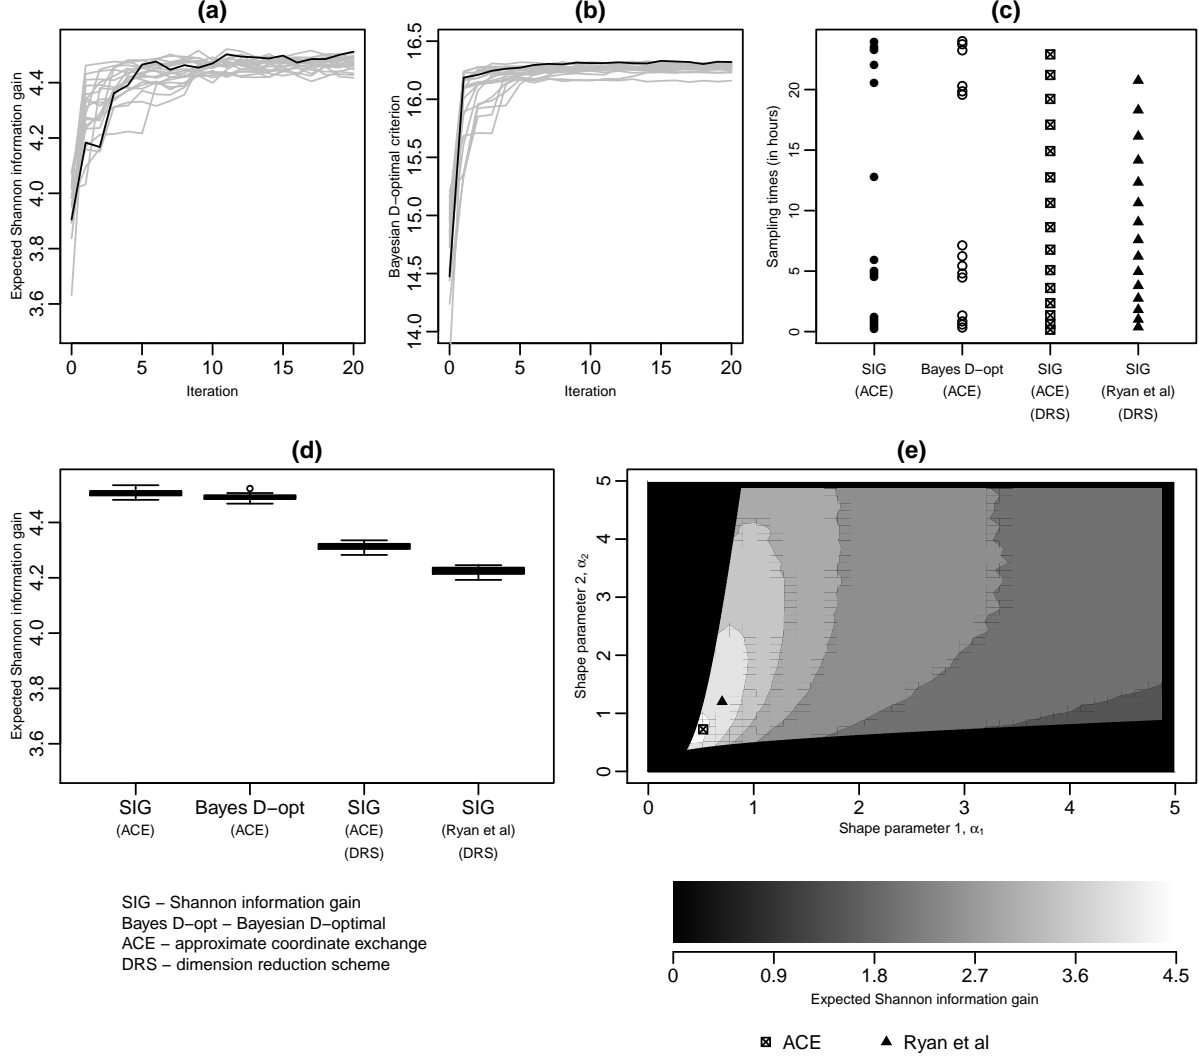 (a)
Expected Shannon information gain
3.6 3.8 4.0 4.2 4.4
0 5 10 15 20
Iteration
(b)
Bayesian D−optimal criterion
14.0 14.5 15.0 15.5 16.0 16.5
0 5 10 15 20
Iteration
(c)
Sampling times (in hours)
0 5 10 15 20
SIG
(ACE)
Bayes D−opt
(ACE)
SIG
(ACE)
(DRS)
SIG
(Ryan et al)
(DRS)
(d)
Expected Shannon information gain
3.6 3.8 4.0 4.2 4.4
SIG
(ACE)
Bayes D−opt
(ACE)
SIG
(ACE)
(DRS)
SIG
(Ryan et al)
(DRS)
(e)
Shape parameter 2, α2
0 1 2 3 4 5
0 1 2 3 4 5
Shape parameter 1, α1
SIG − Shannon information gain
Bayes D−opt − Bayesian D−optimal
ACE − approximate coordinate exchange
DRS − dimension reduction scheme
0 0.9 1.8 2.7 3.6 4.5
Expected Shannon information gain
ACE Ryan et al